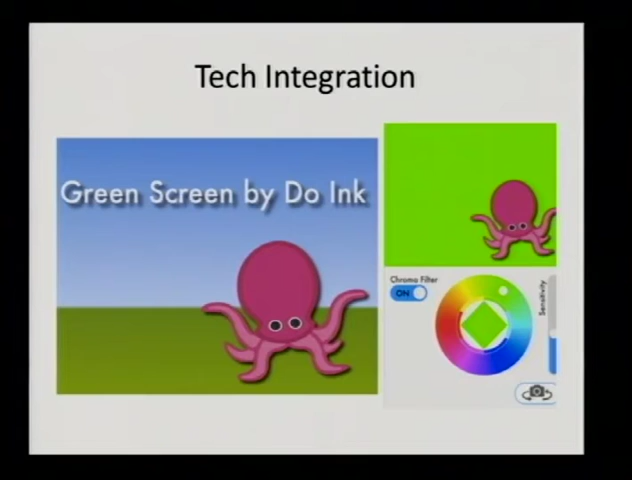 Tech Integration
Green Screen by Do Ink
Chroma Filter
ON
Sensitivity